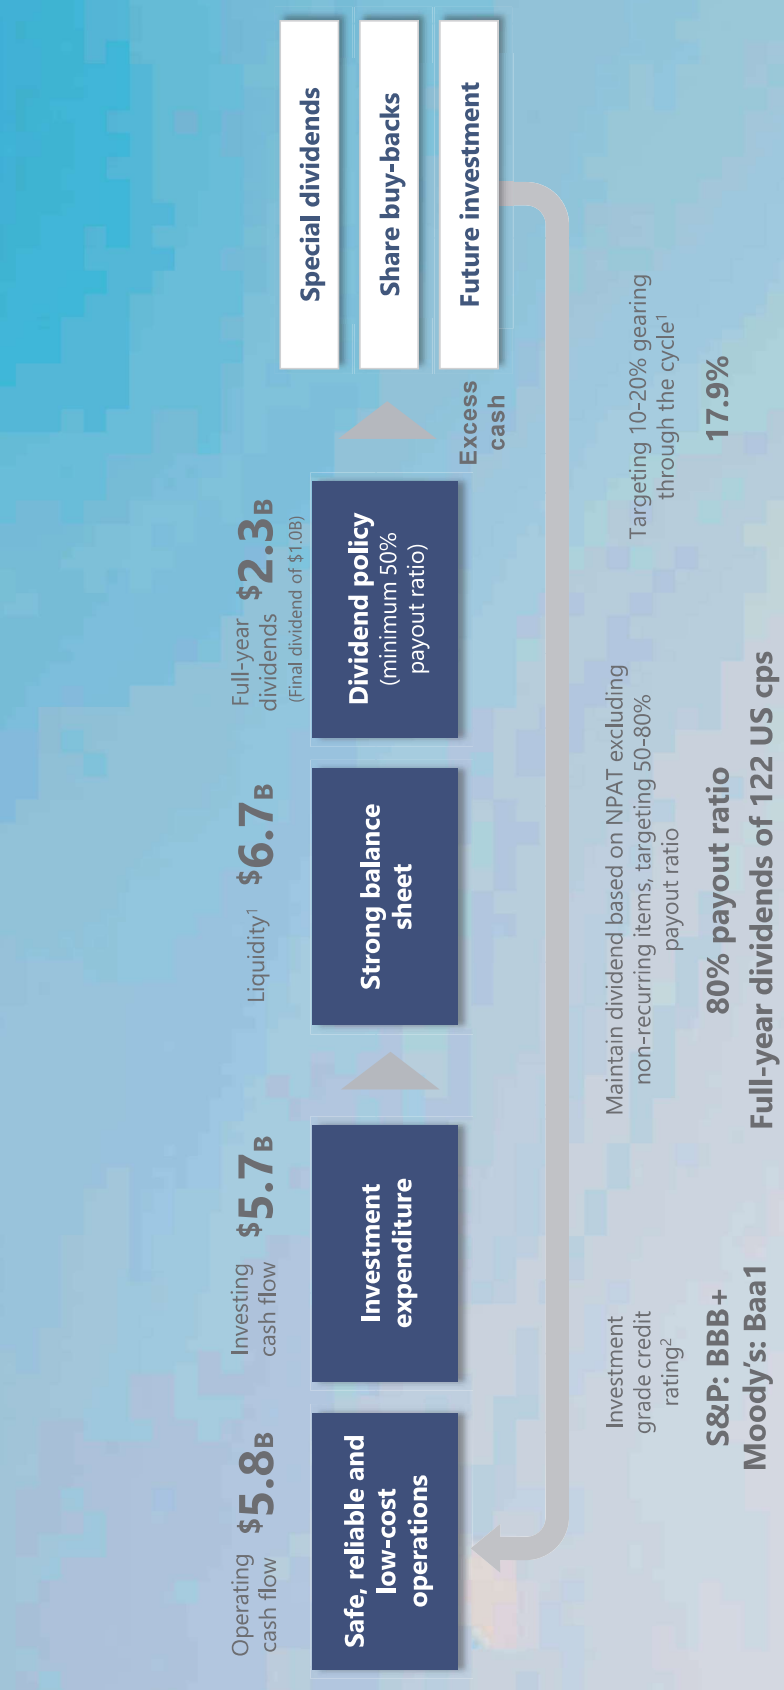 Operating
cash flow
$5.8B
Investing
cash flow
$5.7B
Liquidity¹
$6.7B
Full-year
dividends
$2.3B
(Final dividend of $1.0B)
Safe, reliable and
low-cost
operations
Investment
expenditure
Strong balance
sheet
Dividend policy
(minimum 50%
payout ratio)
Excess
cash
Special dividends
Share buy-backs
Future investment
Investment
grade credit
rating²
S&P: BBB+
Moody's: Baa1
Maintain dividend based on NPAT excluding
non-recurring items, targeting 50-80%
payout ratio
80% payout ratio
Full-year dividends of 122 US cps
Targeting 10-20% gearing
through the cycle¹
17.9%